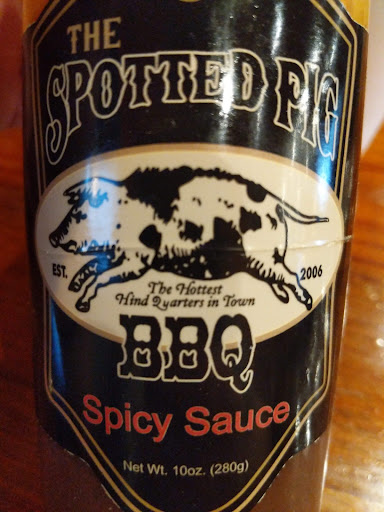 THE
SPOTTED PIG
EST. 2006
The Hottest
Hind Quarters in Town
BBQ
Spicy Sauce
Net Wt. 10oz. (280g)